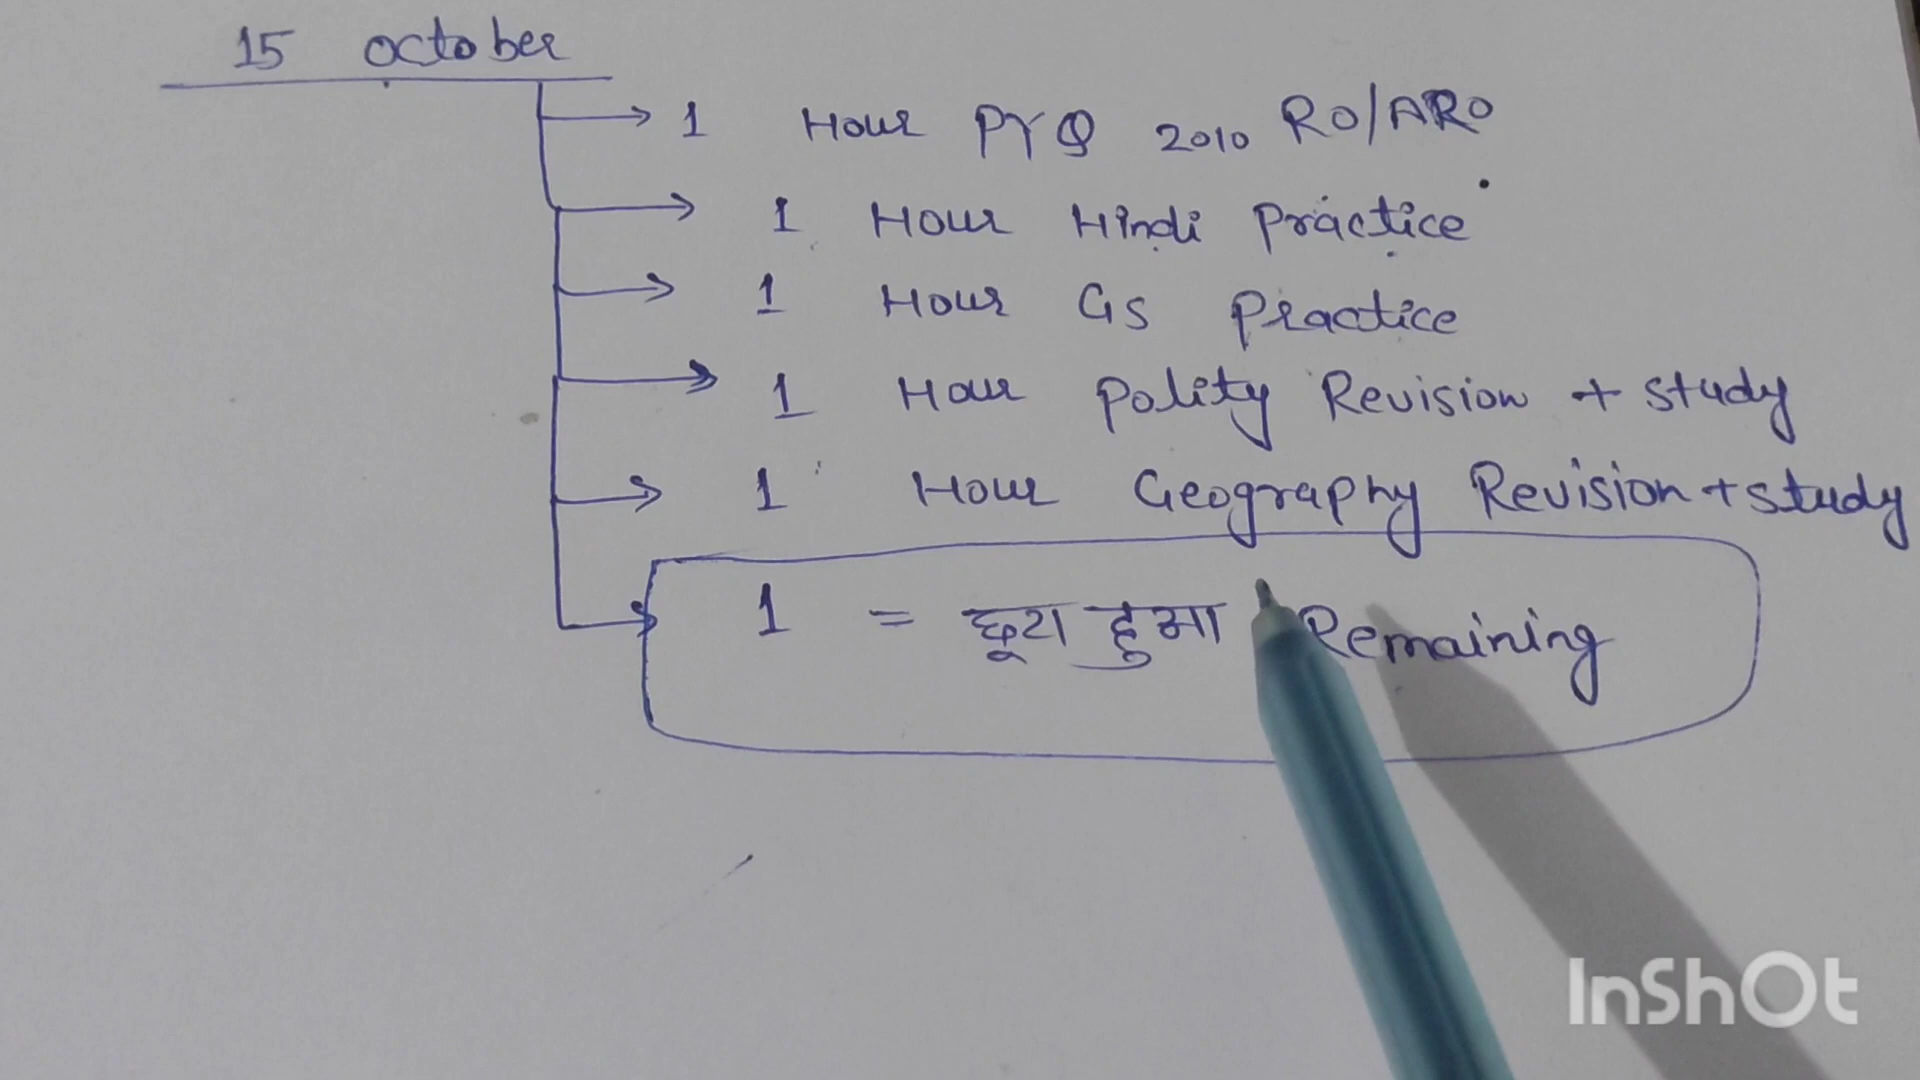 15 october
1 Hour PYQ 2010 RO/ARO
1 Hour Hindi Practice
1 Hour GS Practice
1 Hour Polity Revision + study
1 Hour Geography Revision + study
1 = छूटा हुआ Remaining
InShOt